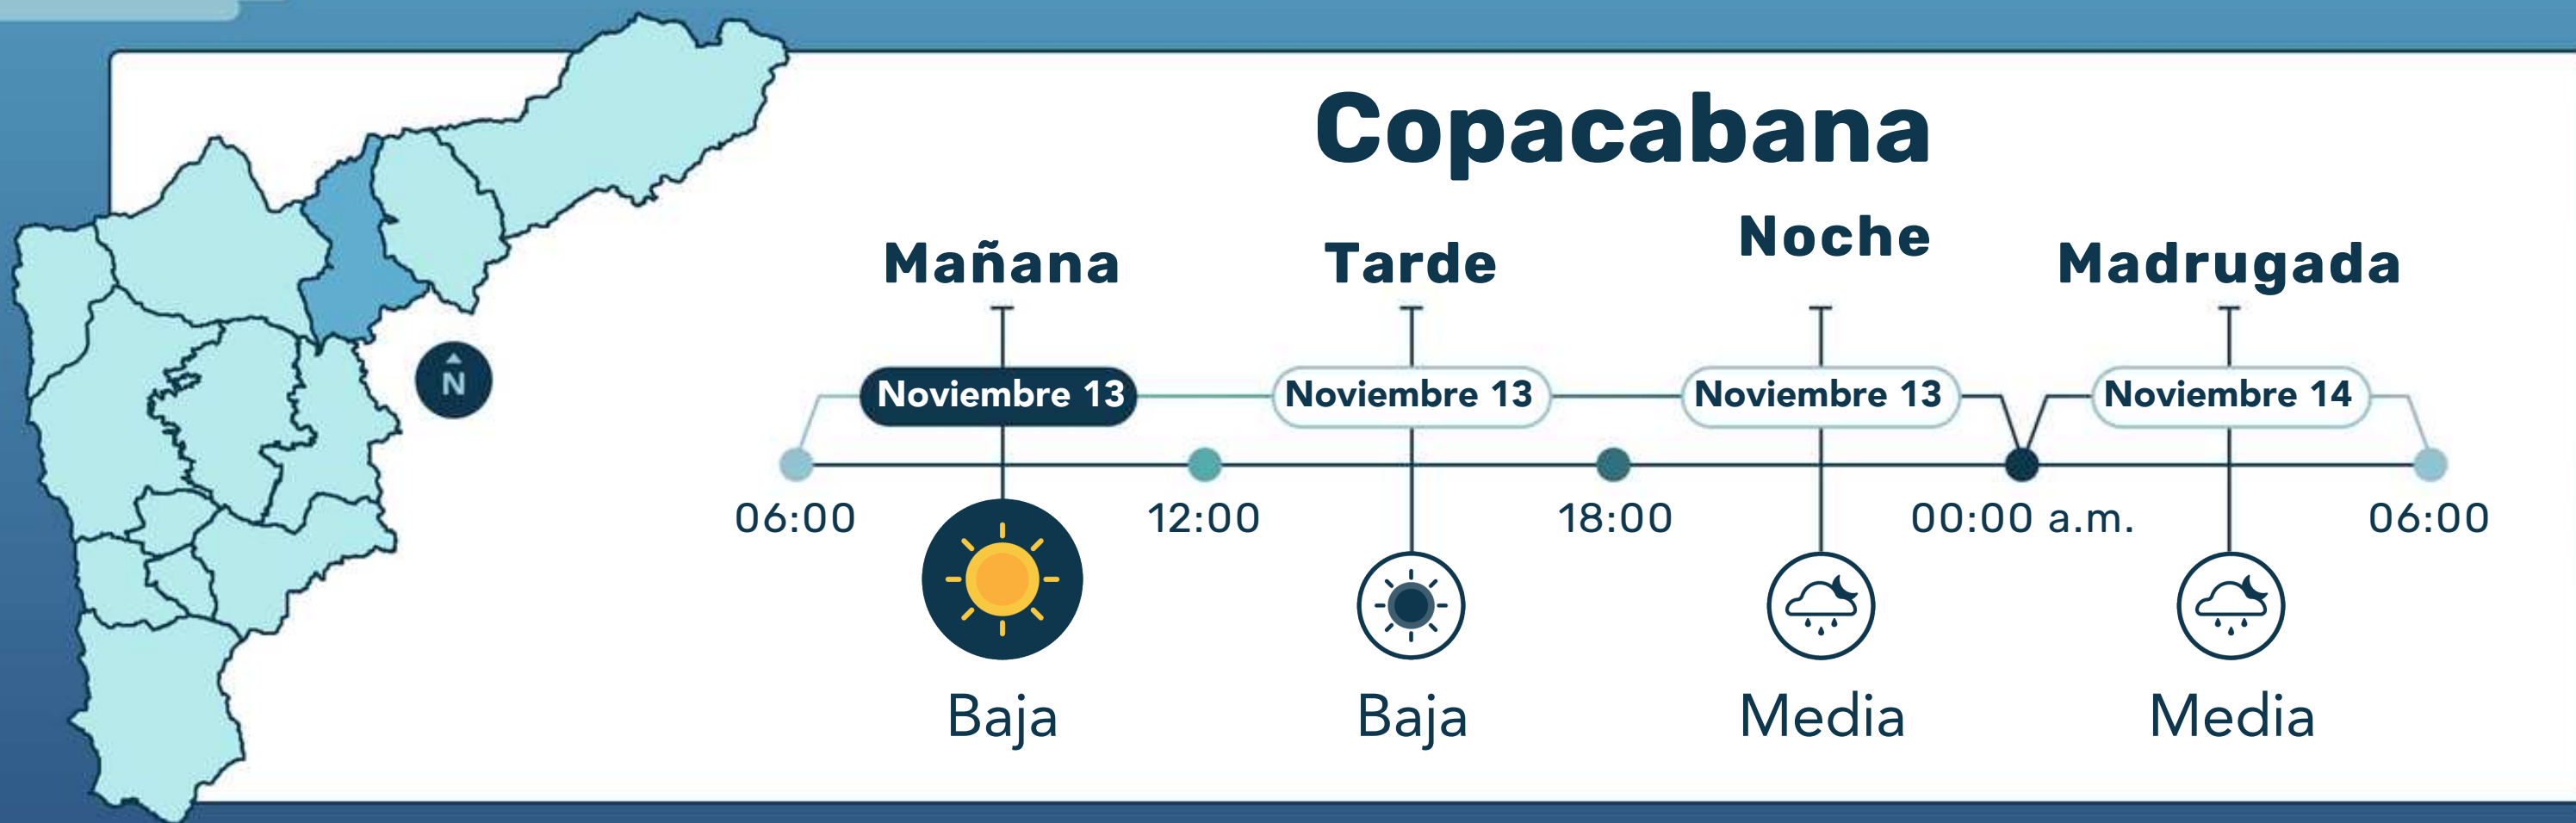 Copacabana
Mañana
Tarde
Noche
Madrugada
N
Noviembre 13
Noviembre 13
Noviembre 13
Noviembre 14
06:00
12:00
18:00
00:00 a.m.
06:00
Baja
Baja
Media
Media